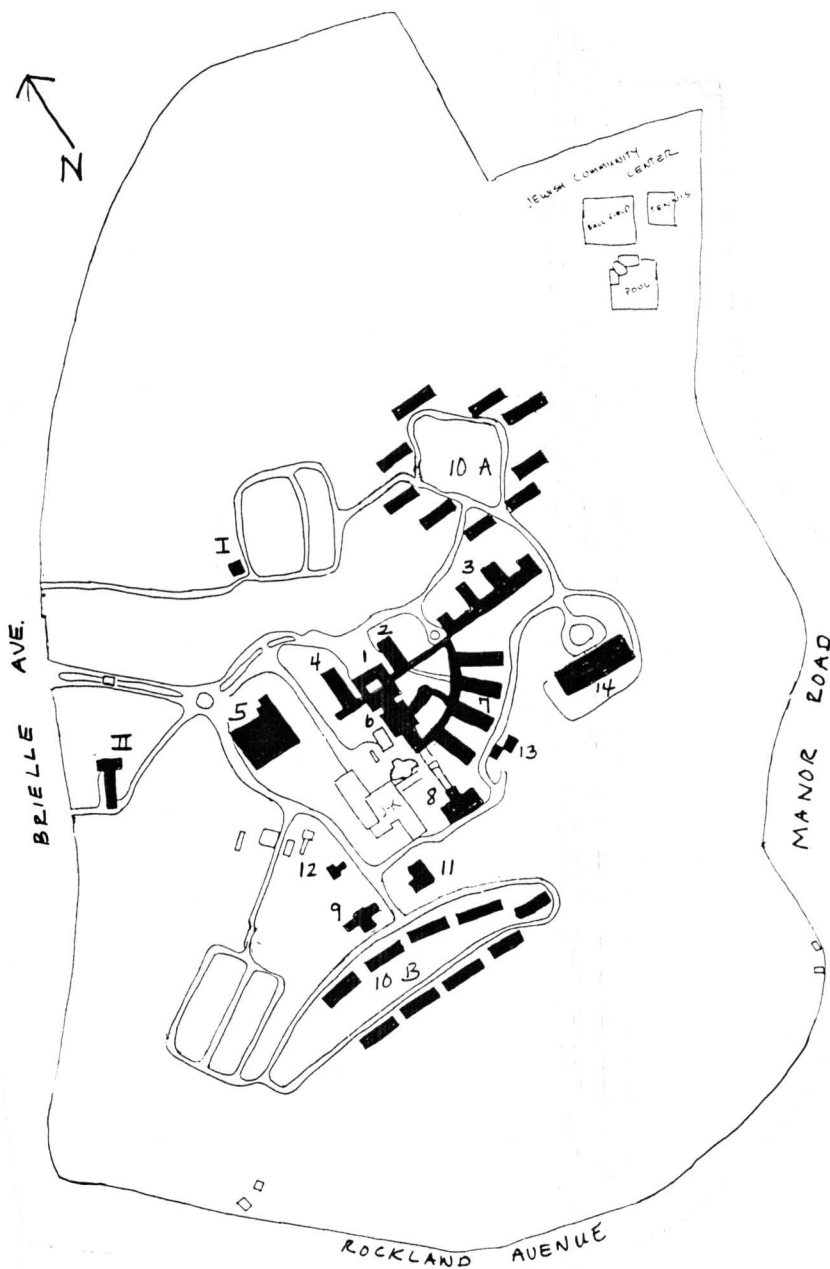 N
JEWISH COMMUNITY
CENTER
BALL FIELD
TENNIS
POOL
10 A
I
3
2
1
4
6
7
14
5
II
13
8
12
11
9
10 B
BRIELLE AVE.
MANOR ROAD
ROCKLAND AVENUE